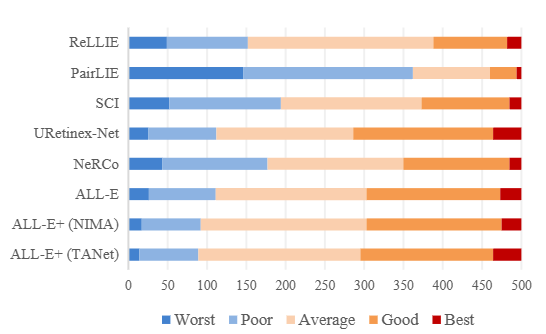 ReLLIE
PairLIE
SCI
URetinex-Net
NeRCo
ALL-E
ALL-E+ (NIMA)
ALL-E+ (TANet)
0 50 100 150 200 250 300 350 400 450 500
Worst Poor Average Good Best